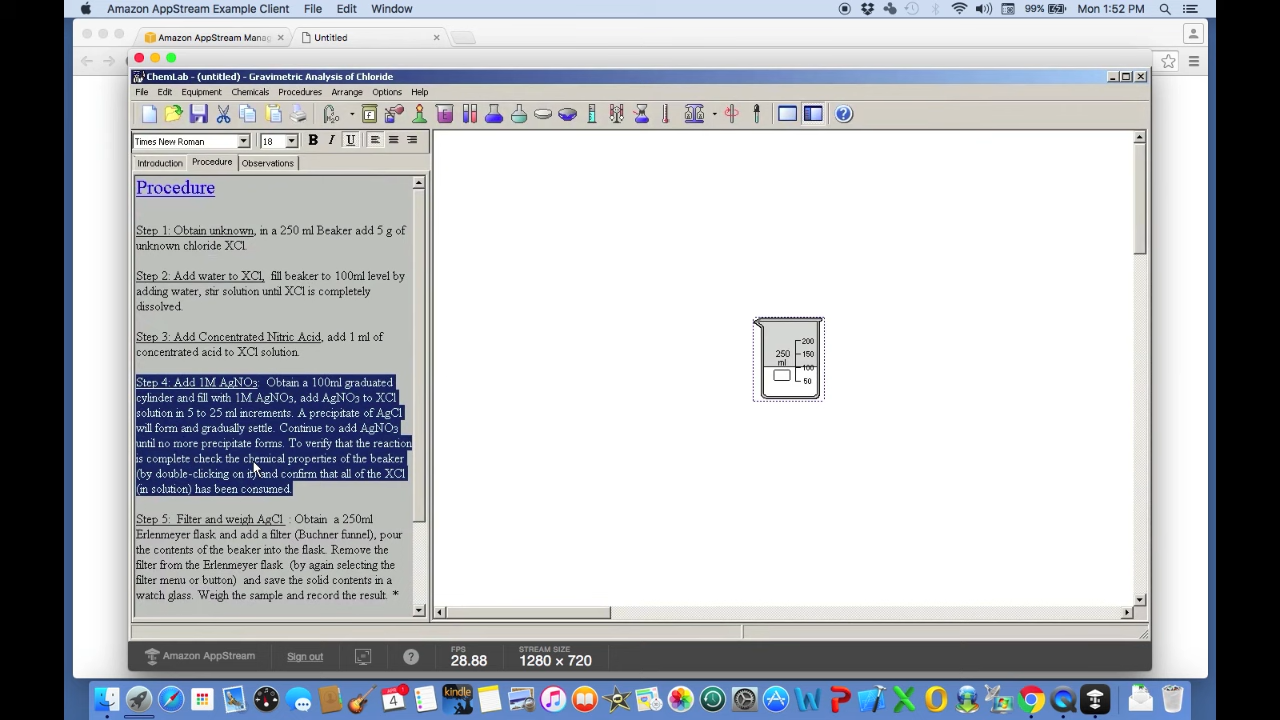 Amazon AppStream Example Client File Edit Window
99% Mon 1:52 PM
Amazon AppStream Mana
Untitled
ChemLab - (untitled) - Gravimetric Analysis of Chloride
File Edit Equipment Chemicals Procedures Arrange Options Help
Times New Roman 18 B I U
Introduction Procedure Observations
Procedure
Step 1: Obtain unknown, in a 250 ml Beaker add 5 g of
unknown chloride XCl.
Step 2: Add water to XCl, fill beaker to 100ml level by
adding water, stir solution until XCl is completely
dissolved.
Step 3: Add Concentrated Nitric Acid, add 1 ml of
concentrated acid to XCl solution.
Step 4: Add 1M AgNO3: Obtain a 100ml graduated
cylinder and fill with 1M AgNO3, add AgNO3 to XCl
solution in 5 to 25 ml increments. A precipitate of AgCl
will form and gradually settle. Continue to add AgNO3
until no more precipitate forms. To verify that the reaction
is complete check the chemical properties of the beaker
(by double-clicking on it) and confirm that all of the XCl
(in solution) has been consumed.
Step 5: Filter and weigh AgCl : Obtain a 250ml
Erlenmeyer flask and add a filter (Buchner funnel), pour
the contents of the beaker into the flask. Remove the
filter from the Erlenmeyer flask (by again selecting the
filter menu or button) and save the solid contents in a
watch glass. Weigh the sample and record the result. *
200
250 150
ml
100
50
Amazon AppStream Sign out ? FPS STREAM SIZE
28.88 1280 × 720
APR
4
kindle